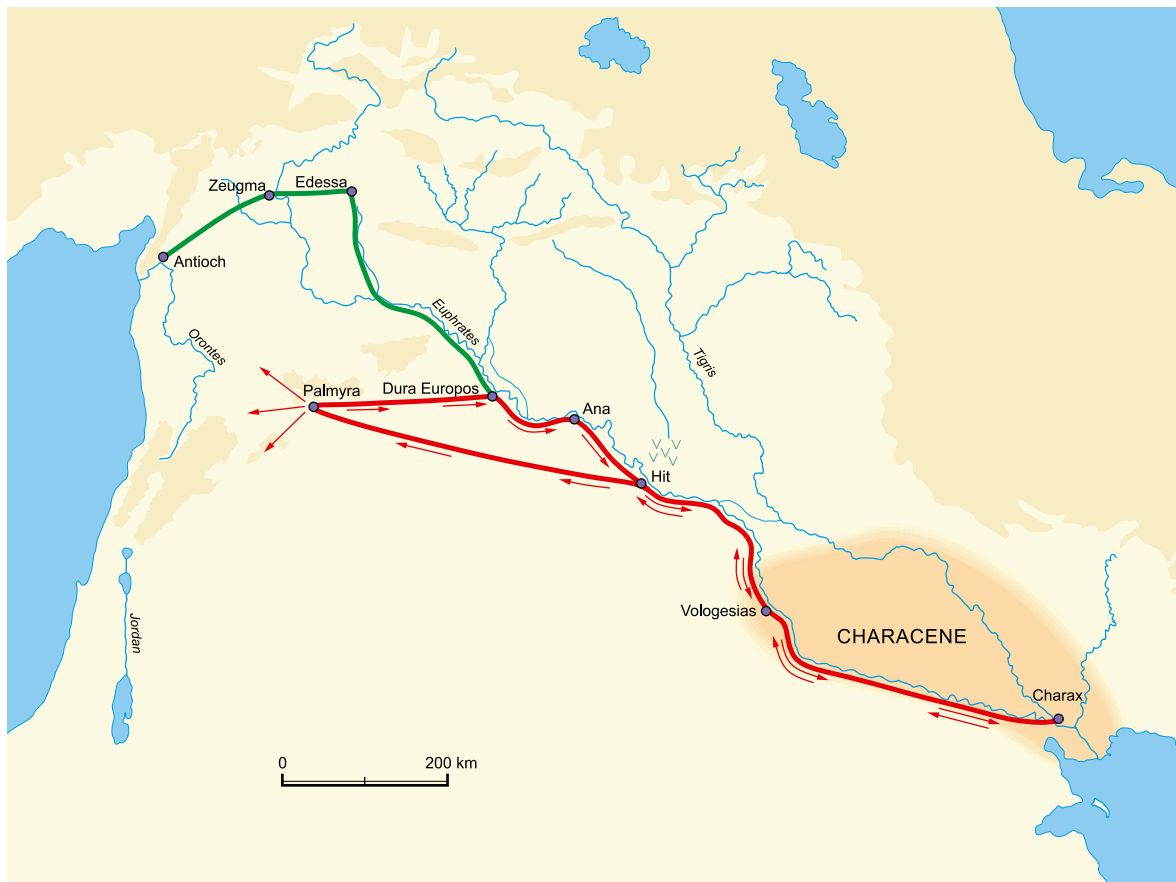 Zeugma
Edessa
Antioch
Orontes
Euphrates
Tigris
Palmyra
Dura Europos
Ana
Hit
Jordan
Vologesias
CHARACENE
Charax
0 200 km